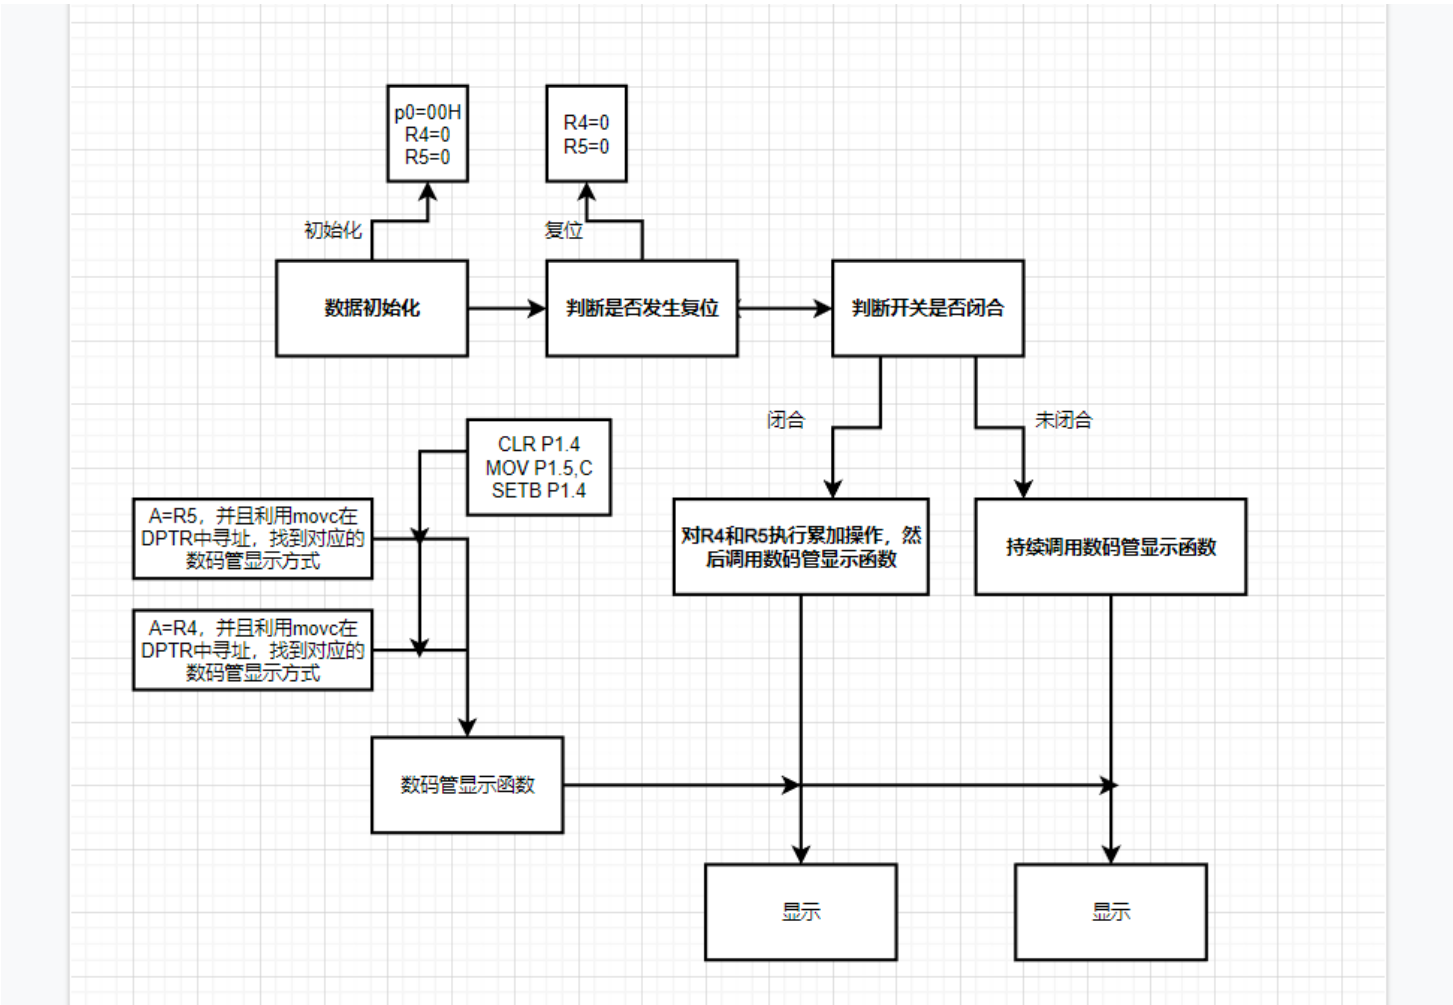 p0=00H
R4=0
R5=0
R4=0
R5=0
初始化
复位
数据初始化
判断是否发生复位
判断开关是否闭合
闭合
未闭合
CLR P1.4
MOV P1.5,C
SETB P1.4
A=R5，并且利用movc在
DPTR中寻址，找到对应的
数码管显示方式
对R4和R5执行累加操作，然
后调用数码管显示函数
持续调用数码管显示函数
A=R4，并且利用movc在
DPTR中寻址，找到对应的
数码管显示方式
数码管显示函数
显示
显示